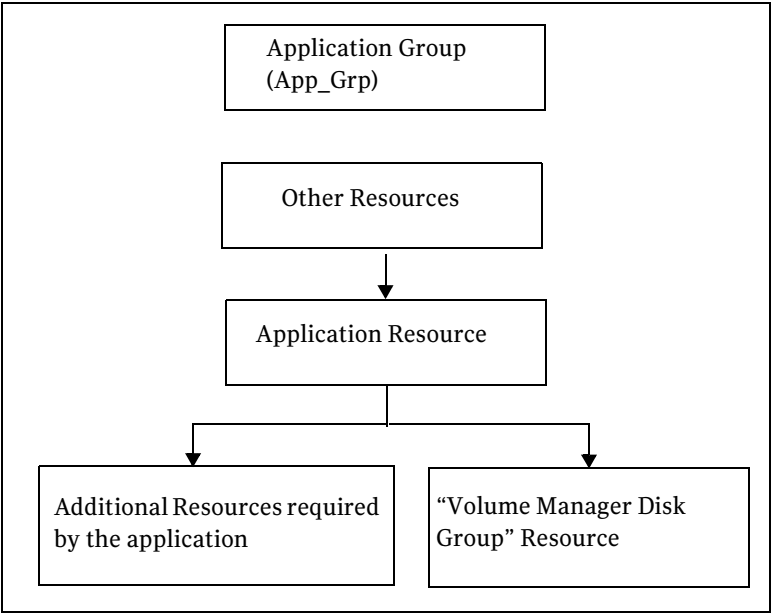 Application Group
(App_Grp)
Other Resources
Application Resource
Additional Resources required
by the application
“Volume Manager Disk
Group” Resource